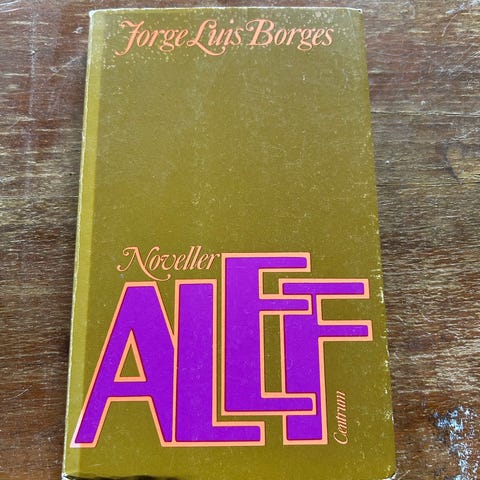 Jorge Luis Borges
Noveller
ALEF
Centrum